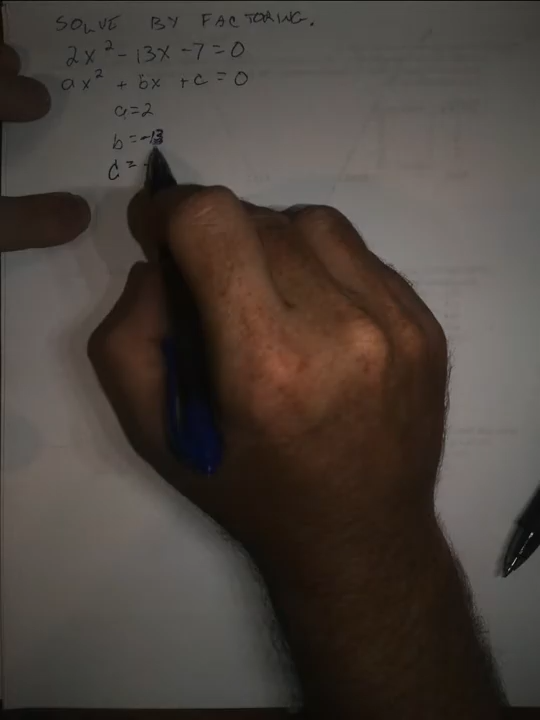 SOLVE BY FACTORING.
2x² - 13x - 7 = 0
ax² + bx + c = 0
a = 2
b = -13
c = -